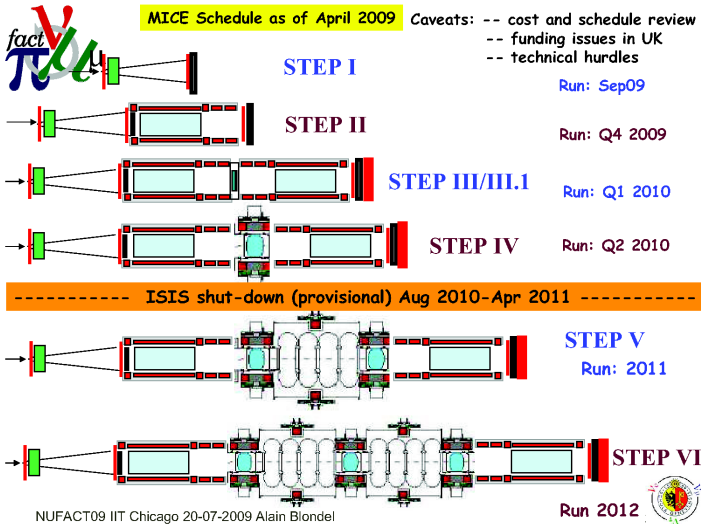 MICE Schedule as of April 2009
Caveats: -- cost and schedule review
-- funding issues in UK
-- technical hurdles
fact
πνμμ
STEP I
Run: Sep09
STEP II
Run: Q4 2009
STEP III/III.1
Run: Q1 2010
STEP IV
Run: Q2 2010
----------- ISIS shut-down (provisional) Aug 2010-Apr 2011 -----------
STEP V
Run: 2011
STEP VI
Run 2012
NUFACT09 IIT Chicago 20-07-2009 Alain Blondel